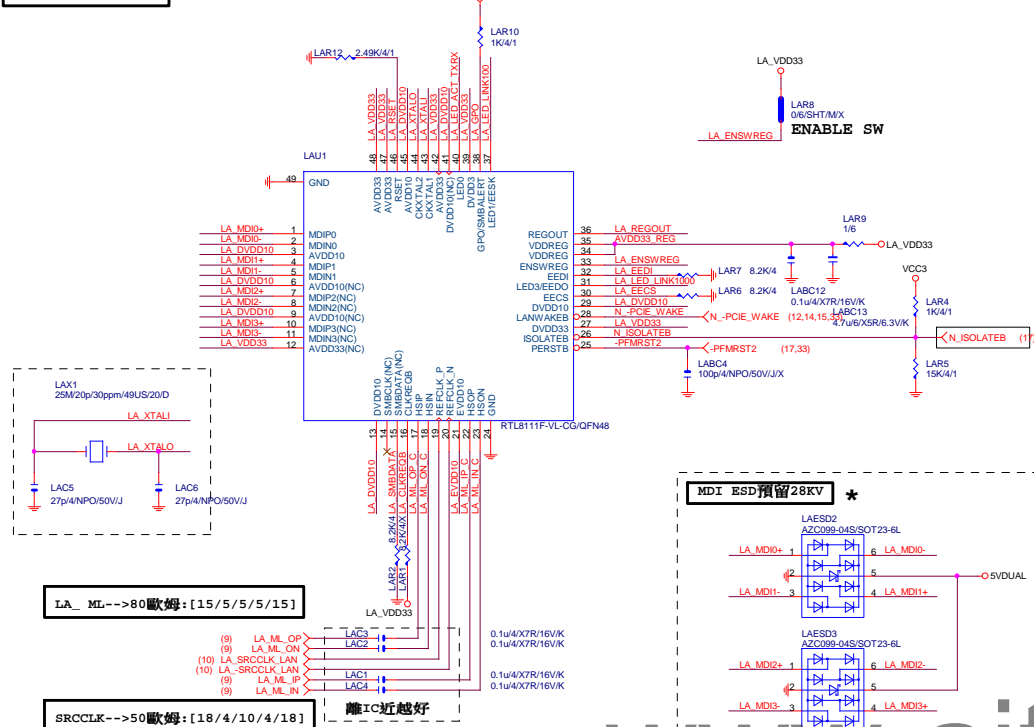 LAR10
1K/4/1
LAR12 2.49K/4/1
LA_VDD33
LA_VDD33
LA_RSET
LA_DVDD10
LA_XTALO
LA_XTALI
LA_VDD33
LA_DVDD10
LA_LED_ACT_TXRX
LA_VDD33
LA_GPO
LA_LED_LINK100
48 47 46 45 44 43 42 41 40 39 38 37
LAU1
AVDD33
AVDD33
RSET
AVDD10
CKXTAL2
CKXTAL1
AVDD33
DVDD10(NC)
LED0
DVDD3
GPO/SMBALERT
LED1/EESK
LA_VDD33
LAR8
0/6/SHT/M/X
ENABLE SW
LA_ENSWREG
49 GND
LA_MDI0+ 1 MDIP0
LA_MDI0- 2 MDIN0
LA_DVDD10 3 AVDD10
LA_MDI1+ 4 MDIP1
LA_MDI1- 5 MDIN1
LA_DVDD10 6 AVDD10(NC)
LA_MDI2+ 7 MDIP2(NC)
LA_MDI2- 8 MDIN2(NC)
LA_DVDD10 9 AVDD10(NC)
LA_MDI3+ 10 MDIP3(NC)
LA_MDI3- 11 MDIN3(NC)
LA_VDD33 12 AVDD33(NC)
REGOUT 36 LA_REGOUT
VDDREG 35 AVDD33_REG
VDDREG 34
ENSWREG 33 LA_ENSWREG
EEDI 32 LA_EEDI
LED3/EEDO 31 LA_LED_LINK1000
EECS 30 LA_EECS
DVDD10 29 LA_DVDD10
LANWAKEB 28 N_-PCIE_WAKE
DVDD33 27 LA_VDD33
ISOLATEB 26 N_ISOLATEB
PERSTB 25 -PFMRST2
LAR7 8.2K/4
LAR6 8.2K/4
N_-PCIE_WAKE (12,14,15,33)
-PFMRST2 (17,33)
LABC4
100p/4/NPO/50V/J/X
LAR9
1/6
LA_VDD33
LABC12
0.1u/4/X7R/16V/K
LABC13
4.7u/6/X5R/6.3V/K
VCC3
LAR4
1K/4/1
N_ISOLATEB (17
LAR5
15K/4/1
DVDD10
SMBCLK(NC)
SMBDATA(NC)
CLKREQB
HSIP
HSIN
REFCLK_P
REFCLK_N
EVDD10
HSOP
HSON
GND
RTL8111F-VL-CG/QFN48
13 14 15 16 17 18 19 20 21 22 23 24
LA_DVDD10
LA_SMBDATA
LA_CLKREQB
LA_ML_OP_C
LA_ML_ON_C
LA_EVDD10
LA_ML_IP_C
LA_ML_IN_C
LAR2 8.2K/4
LAR1 8.2K/4/X
LA_VDD33
LAX1
25M/20p/30ppm/49US/20/D
LA_XTALI
LA_XTALO
LAC5
27p/4/NPO/50V/J
LAC6
27p/4/NPO/50V/J
LA_ ML-->80歐姆:[15/5/5/5/15]
(9) LA_ML_OP LAC3 0.1u/4/X7R/16V/K
(9) LA_ML_ON LAC2 0.1u/4/X7R/16V/K
(10) LA_SRCCLK_LAN
(10) LA_-SRCCLK_LAN
(9) LA_ML_IP LAC1 0.1u/4/X7R/16V/K
(9) LA_ML_IN LAC4 0.1u/4/X7R/16V/K
離IC近越好
SRCCLK-->50歐姆:[18/4/10/4/18]
MDI ESD預留28KV *
LAESD2
AZC099-04S/SOT23-6L
LA_MDI0+ 1 6 LA_MDI0-
2 5 5VDUAL
LA_MDI1- 3 4 LA_MDI1+
LAESD3
AZC099-04S/SOT23-6L
LA_MDI2+ 1 6 LA_MDI2-
2 5
LA_MDI3- 3 4 LA_MDI3+